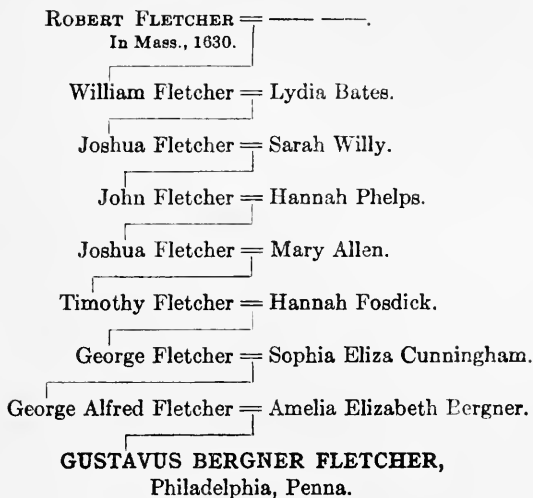 ROBERT FLETCHER = — — —.
In Mass., 1630.
William Fletcher = Lydia Bates.
Joshua Fletcher = Sarah Willy.
John Fletcher = Hannah Phelps.
Joshua Fletcher = Mary Allen.
Timothy Fletcher = Hannah Fosdick.
George Fletcher = Sophia Eliza Cunningham.
George Alfred Fletcher = Amelia Elizabeth Bergner.
GUSTAVUS BERGNER FLETCHER,
Philadelphia, Penna.